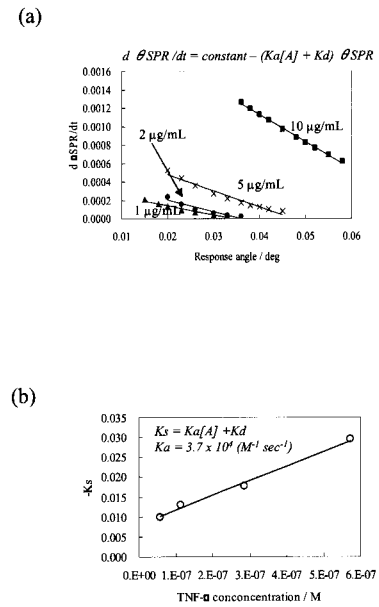 (a)
d θSPR/dt = constant – (Ka[A] + Kd) θSPR
0.0016
0.0014
0.0012
0.0010
0.0008
0.0006
0.0004
0.0002
0.0000
d θSPR/dt
10 µg/mL
2 µg/mL
5 µg/mL
1 µg/mL
0.01 0.02 0.03 0.04 0.05 0.06
Response angle / deg
(b)
0.035
0.030
0.025
0.020
0.015
0.010
0.005
0.000
-Ks
Ks = Ka[A] +Kd
Ka = 3.7 x 10⁴ (M⁻¹ sec⁻¹)
0.E+00 1.E-07 2.E-07 3.E-07 4.E-07 5.E-07 6.E-07
TNF-α conconcentration / M